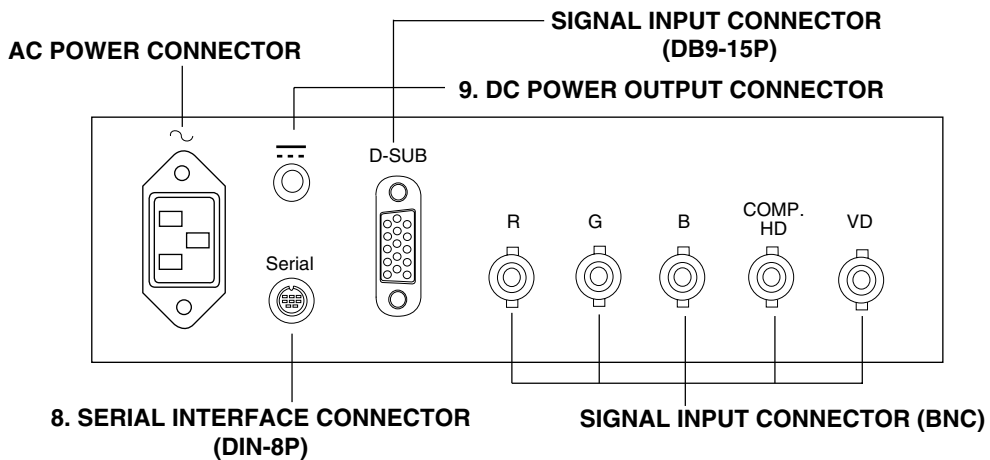 SIGNAL INPUT CONNECTOR
(DB9-15P)
AC POWER CONNECTOR
9. DC POWER OUTPUT CONNECTOR
D-SUB
R
G
B
COMP.
HD
VD
Serial
8. SERIAL INTERFACE CONNECTOR
(DIN-8P)
SIGNAL INPUT CONNECTOR (BNC)